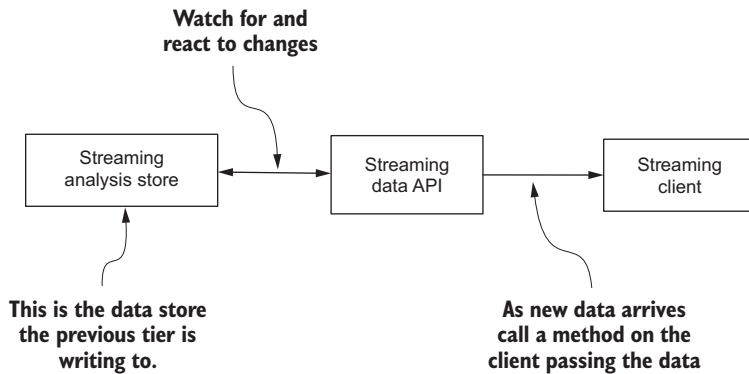 Watch for and
react to changes
Streaming
analysis store
Streaming
data API
Streaming
client
This is the data store
the previous tier is
writing to.
As new data arrives
call a method on the
client passing the data